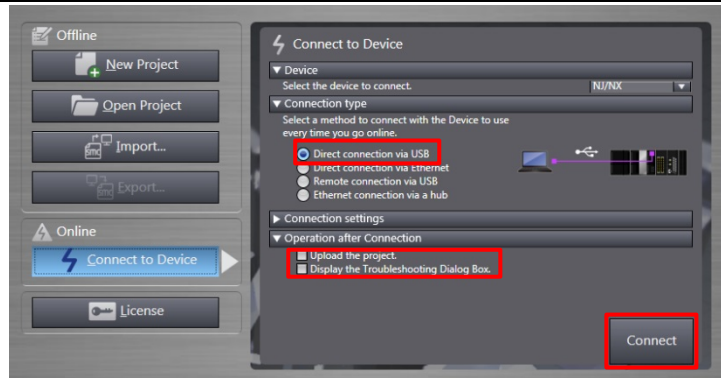 Offline
New Project
Open Project
Import...
Export...
Online
Connect to Device
License
Connect to Device
Device
Select the device to connect.
NJ/NX
Connection type
Select a method to connect with the Device to use
every time you go online.
Direct connection via USB
Direct connection via Ethernet
Remote connection via USB
Ethernet connection via a hub
Connection settings
Operation after Connection
Upload the project.
Display the Troubleshooting Dialog Box.
Connect